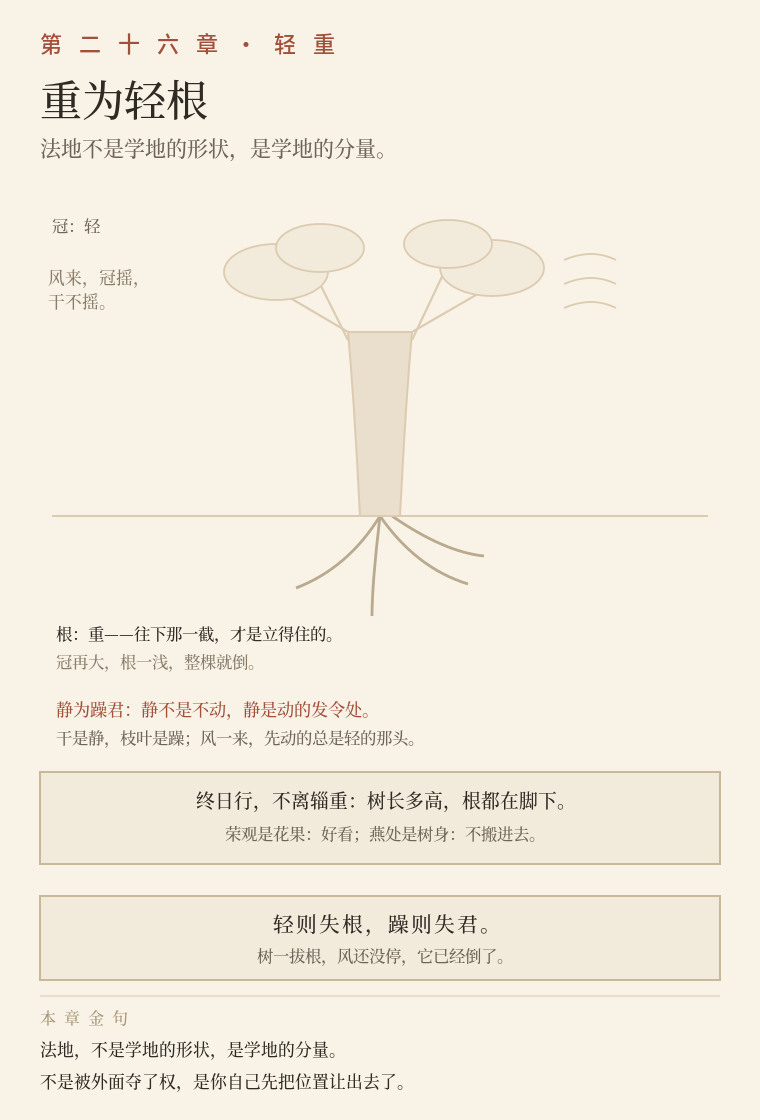 第二十六章·轻重
重为轻根
法地不是学地的形状，是学地的分量。
冠：轻
风来，冠摇，
干不摇。
根：重——往下那一截，才是立得住的。
冠再大，根一浅，整棵就倒。
静为躁君：静不是不动，静是动的发令处。
干是静，枝叶是躁；风一来，先动的总是轻的那头。
终日行，不离辎重：树长多高，根都在脚下。
荣观是花果：好看；燕处是树身：不搬进去。
轻则失根，躁则失君。
树一拔根，风还没停，它已经倒了。
本章金句
法地，不是学地的形状，是学地的分量。
不是被外面夺了权，是你自己先把位置让出去了。